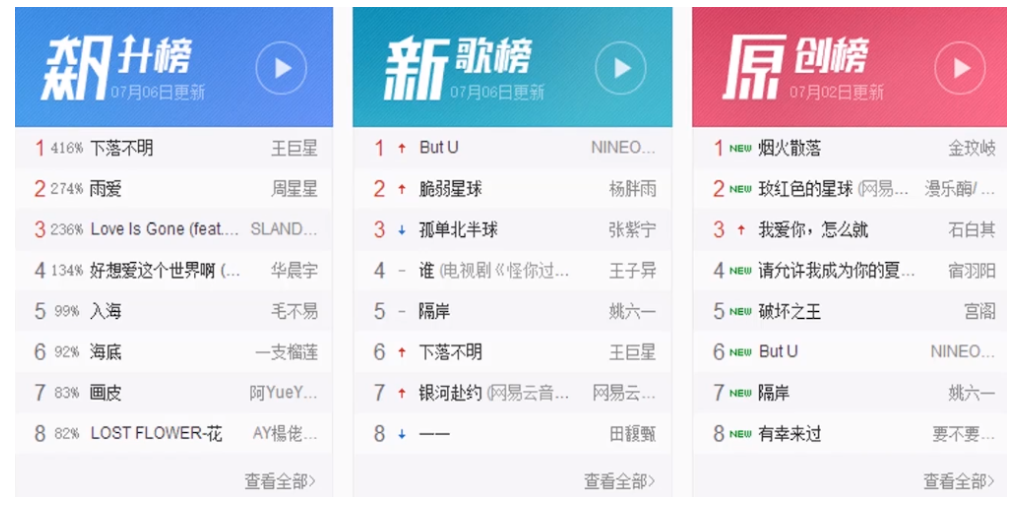 飙升榜
07月06日更新
1 416% 下落不明 王巨星
2 274% 雨爱 周星星
3 236% Love Is Gone (feat.... SLAND...
4 134% 好想爱这个世界啊 (... 华晨宇
5 99% 入海 毛不易
6 92% 海底 一支榴莲
7 83% 画皮 阿YueY...
8 82% LOST FLOWER-花 AY楊佬...
查看全部>
新歌榜
07月06日更新
1 ↑ But U NINEO...
2 ↑ 脆弱星球 杨胖雨
3 ↓ 孤单北半球 张紫宁
4 - 谁 (电视剧《怪你过... 王子异
5 - 隔岸 姚六一
6 ↑ 下落不明 王巨星
7 ↑ 银河赴约 (网易云音... 网易云...
8 ↓ 一一 田馥甄
查看全部>
原创榜
07月02日更新
1 NEW 烟火散落 金玟岐
2 NEW 玫红色的星球 (网易... 漫乐酶/ ...
3 ↑ 我爱你，怎么就 石白其
4 NEW 请允许我成为你的夏... 宿羽阳
5 NEW 破坏之王 宫阁
6 NEW But U NINEO...
7 NEW 隔岸 姚六一
8 NEW 有幸来过 要不要...
查看全部>